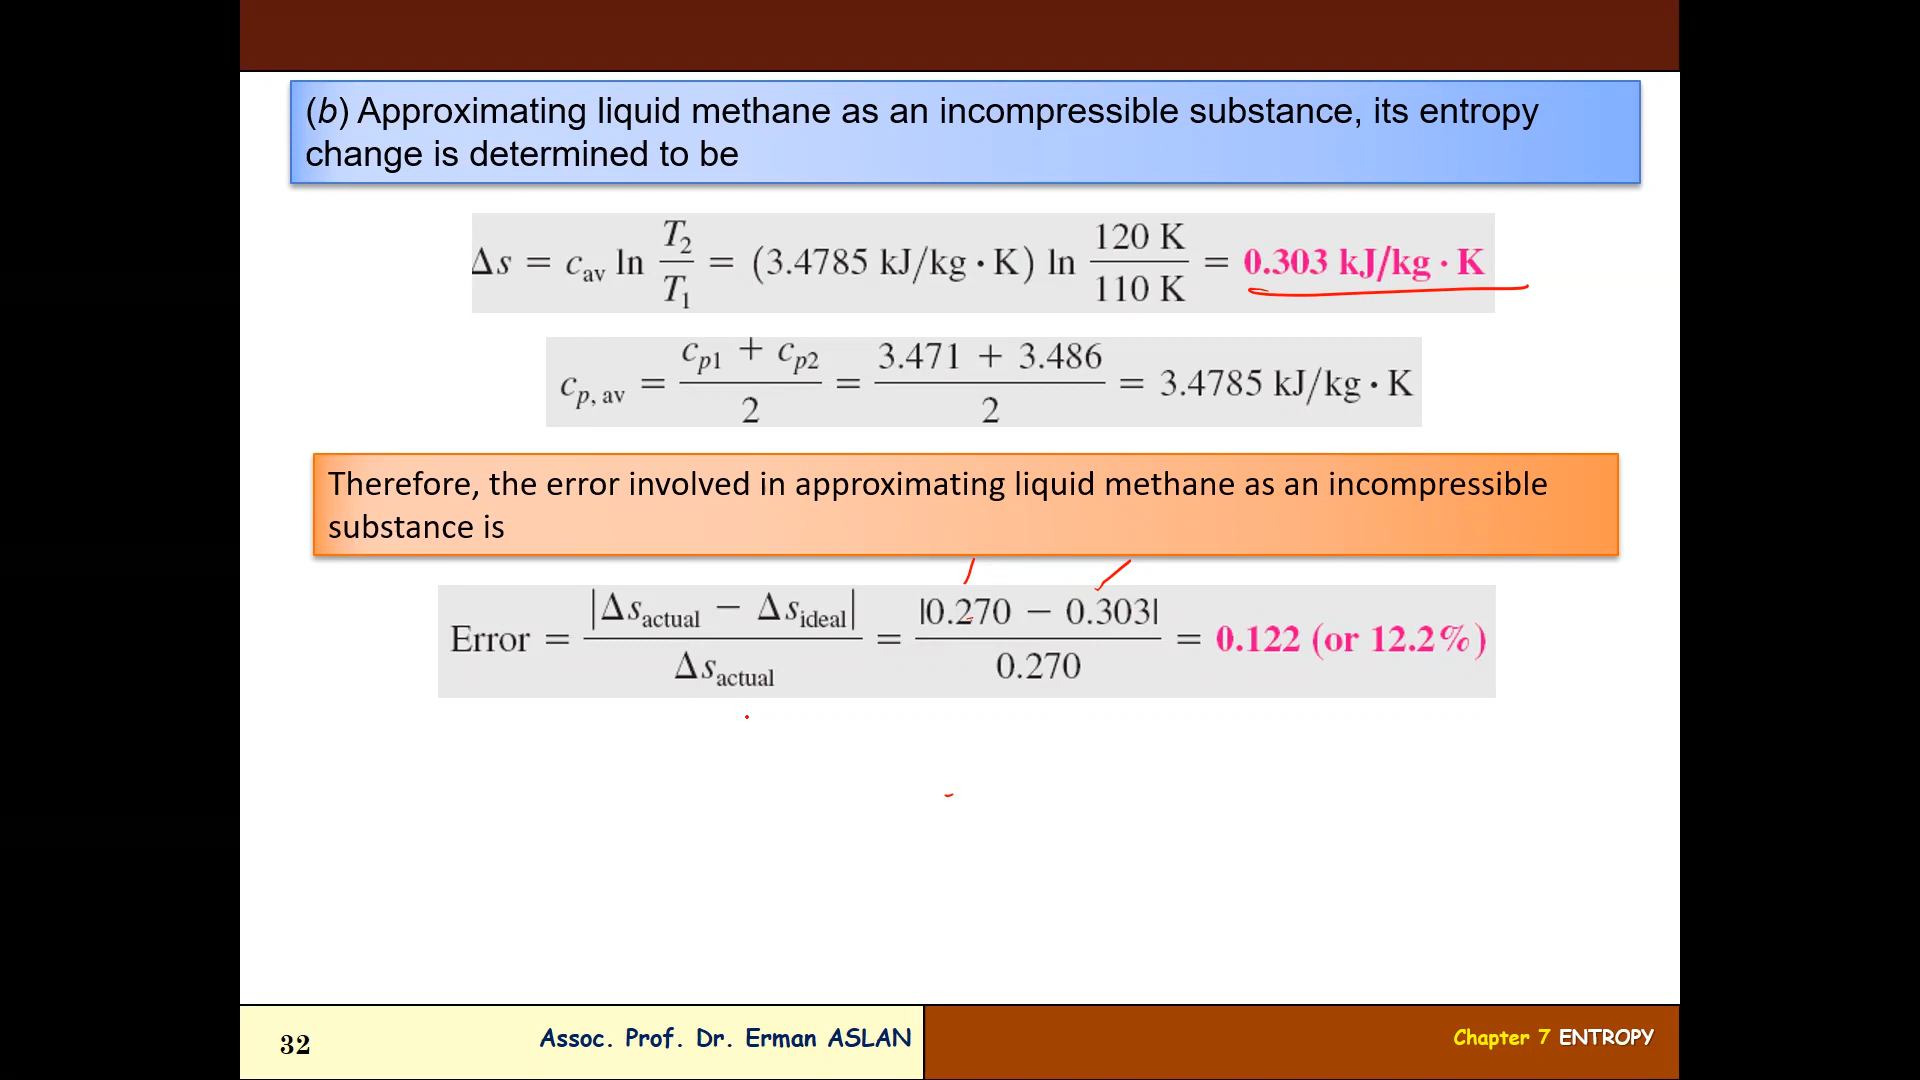 (b) Approximating liquid methane as an incompressible substance, its entropy
change is determined to be
Δs = c_av ln T₂/T₁ = (3.4785 kJ/kg · K) ln 120 K/110 K = 0.303 kJ/kg · K
c_p, av = (c_p1 + c_p2)/2 = (3.471 + 3.486)/2 = 3.4785 kJ/kg · K
Therefore, the error involved in approximating liquid methane as an incompressible
substance is
Error = |Δs_actual − Δs_ideal|/Δs_actual = |0.270 − 0.303|/0.270 = 0.122 (or 12.2%)
32
Assoc. Prof. Dr. Erman ASLAN
Chapter 7 ENTROPY